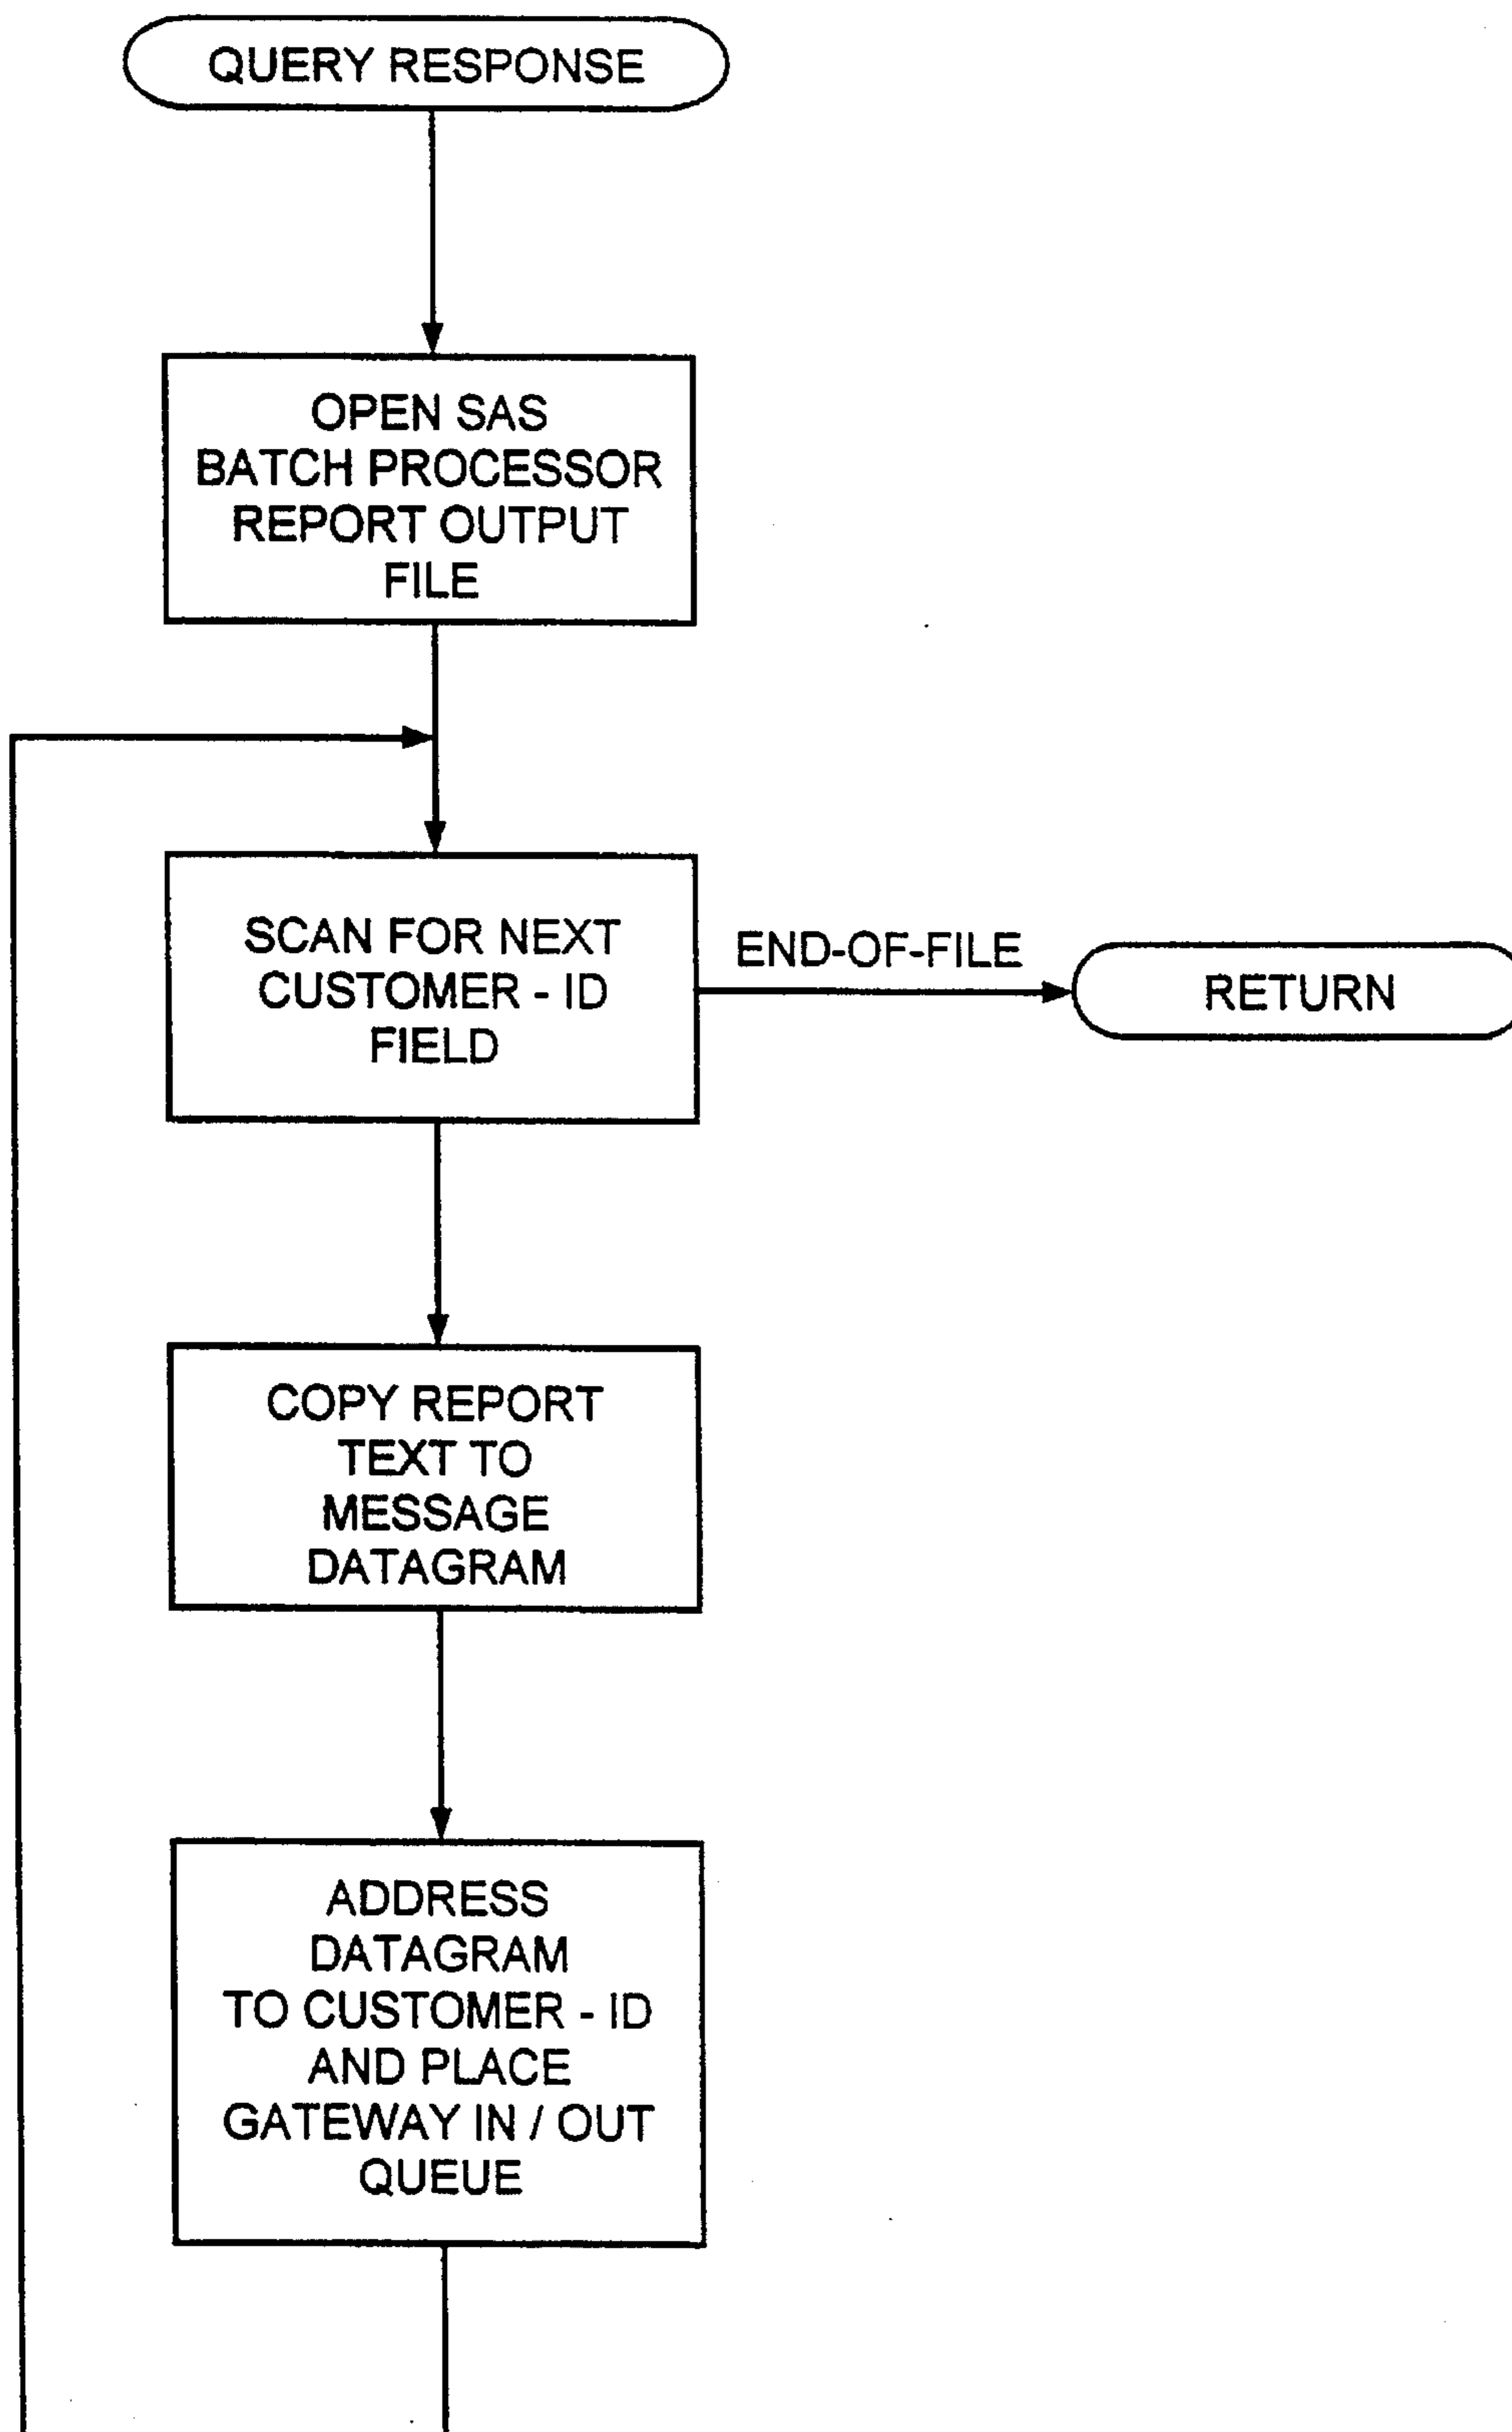 QUERY RESPONSE
OPEN SAS
BATCH PROCESSOR
REPORT OUTPUT
FILE
SCAN FOR NEXT
CUSTOMER - ID
FIELD
END-OF-FILE
RETURN
COPY REPORT
TEXT TO
MESSAGE
DATAGRAM
ADDRESS
DATAGRAM
TO CUSTOMER - ID
AND PLACE
GATEWAY IN / OUT
QUEUE